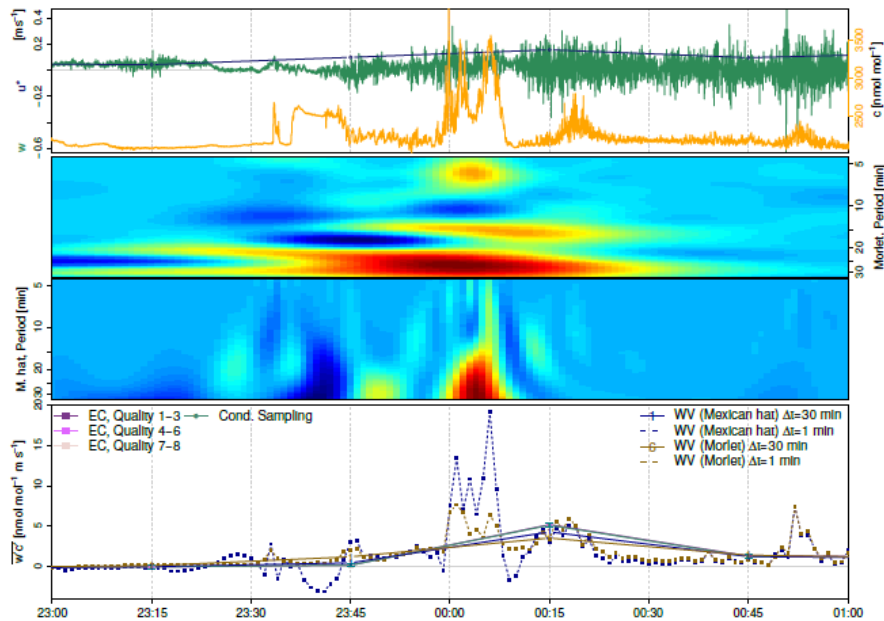 [ms⁻¹]
0.4
0.2
-0.2
-0.6
u*
w
3500
3000
2500
c [nmol mol⁻¹]
5
10
20
30
Morlet, Period [min]
5
10
20
30
M. hat, Period [min]
20
15
10
5
0
w'c' [nmol mol⁻¹ m s⁻¹]
EC, Quality 1-3
Cond. Sampling
EC, Quality 4-6
EC, Quality 7-8
WV (Mexican hat) Δt=30 min
WV (Mexican hat) Δt=1 min
WV (Morlet) Δt=30 min
WV (Morlet) Δt=1 min
23:00 23:15 23:30 23:45 00:00 00:15 00:30 00:45 01:00